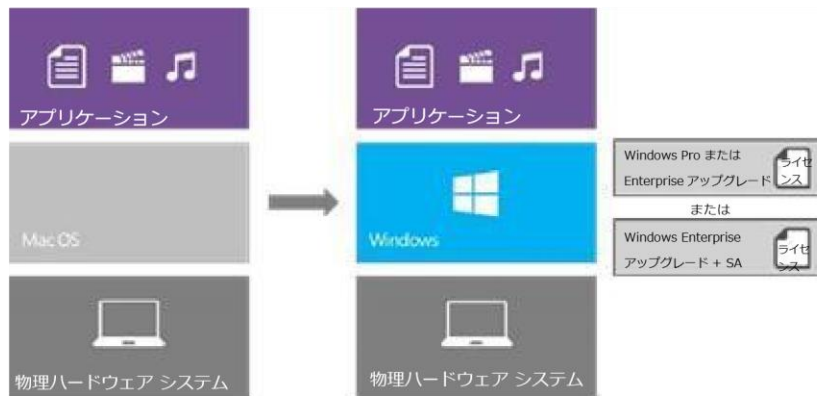 アプリケーション
Mac OS
物理ハードウェア システム
アプリケーション
Windows
物理ハードウェア システム
Windows Pro または
Enterprise アップグレード
ライセ
ンス
または
Windows Enterprise
アップグレード + SA
ライセ
ンス